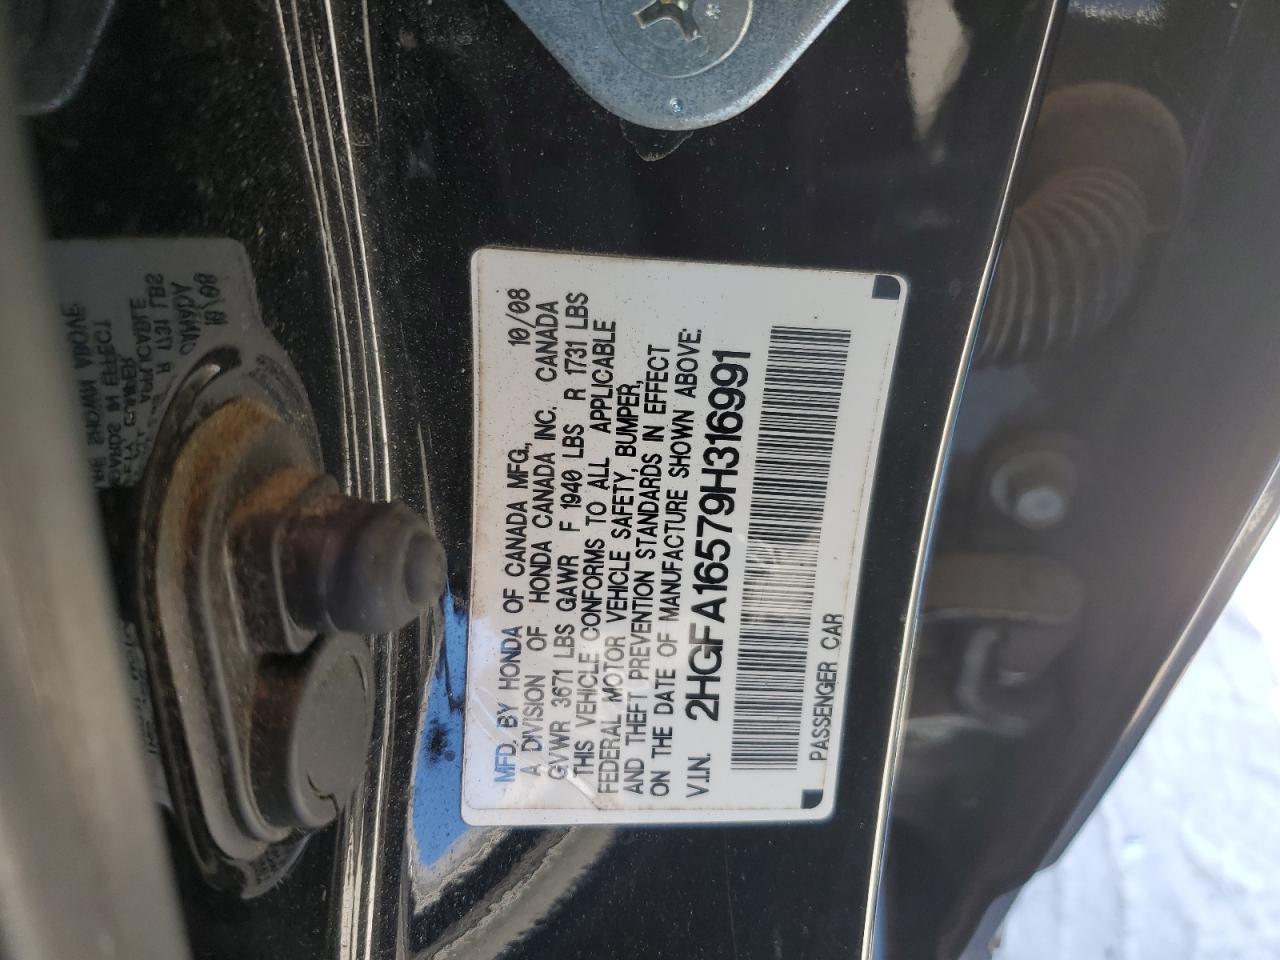 MFD. BY HONDA OF CANADA MFG., 10/08
A DIVISION OF HONDA CANADA INC. CANADA
GVWR 3671 LBS GAWR F 1940 LBS R 1731 LBS
THIS VEHICLE CONFORMS TO ALL APPLICABLE
FEDERAL MOTOR VEHICLE SAFETY, BUMPER,
AND THEFT PREVENTION STANDARDS IN EFFECT
ON THE DATE OF MANUFACTURE SHOWN ABOVE:
V.I.N. 2HGFA16579H316991
PASSENGER CAR